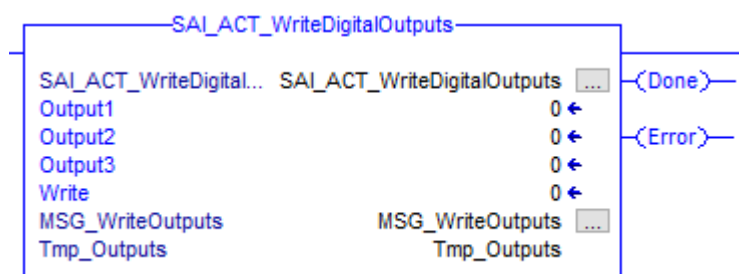 SAI_ACT_WriteDigitalOutputs
SAI_ACT_WriteDigital... SAI_ACT_WriteDigitalOutputs ... (Done)
Output1 0
Output2 0 (Error)
Output3 0
Write 0
MSG_WriteOutputs MSG_WriteOutputs ...
Tmp_Outputs Tmp_Outputs